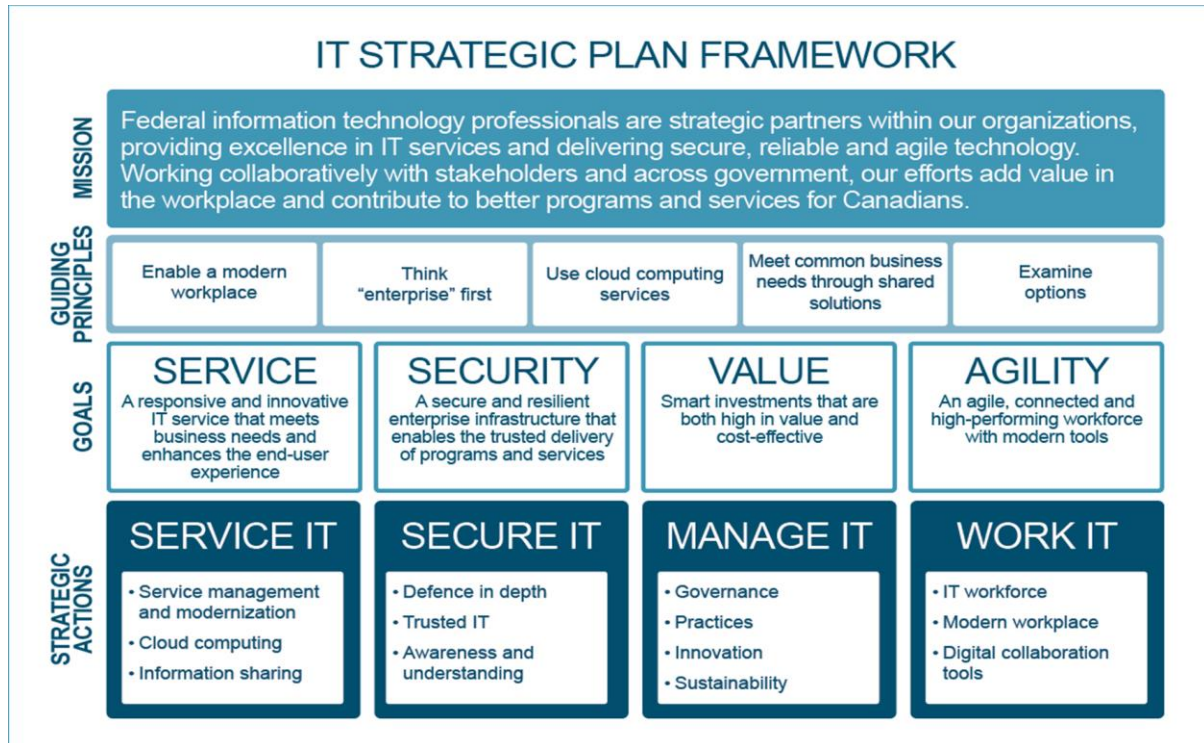 IT STRATEGIC PLAN FRAMEWORK
MISSION
Federal information technology professionals are strategic partners within our organizations,
providing excellence in IT services and delivering secure, reliable and agile technology.
Working collaboratively with stakeholders and across government, our efforts add value in
the workplace and contribute to better programs and services for Canadians.
GUIDING
PRINCIPLES
Enable a modern
workplace
Think
“enterprise” first
Use cloud computing
services
Meet common business
needs through shared
solutions
Examine
options
GOALS
SERVICE
A responsive and innovative
IT service that meets
business needs and
enhances the end-user
experience
SECURITY
A secure and resilient
enterprise infrastructure that
enables the trusted delivery
of programs and services
VALUE
Smart investments that are
both high in value and
cost-effective
AGILITY
An agile, connected and
high-performing workforce
with modern tools
STRATEGIC
ACTIONS
SERVICE IT
• Service management
and modernization
• Cloud computing
• Information sharing
SECURE IT
• Defence in depth
• Trusted IT
• Awareness and
understanding
MANAGE IT
• Governance
• Practices
• Innovation
• Sustainability
WORK IT
• IT workforce
• Modern workplace
• Digital collaboration
tools